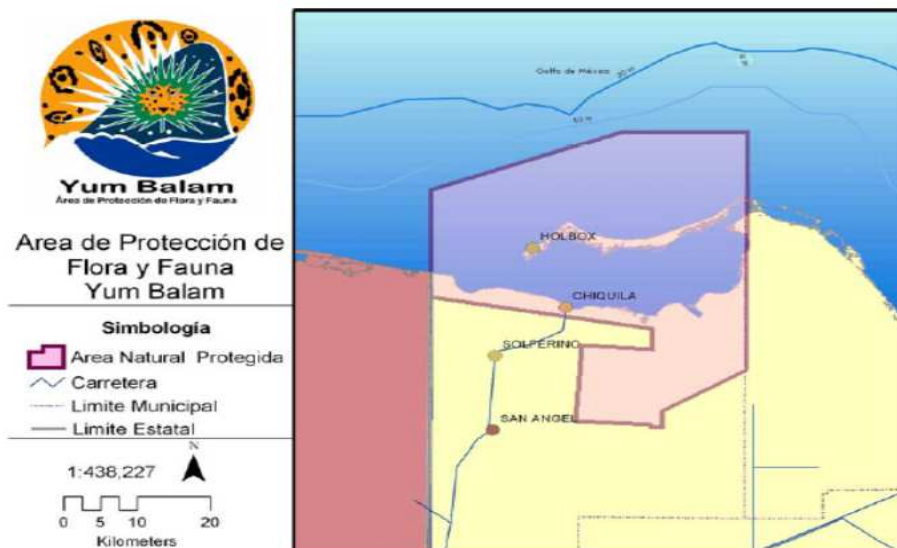 Yum Balam
Área de Protección de Flora y Fauna
Area de Protección de
Flora y Fauna
Yum Balam
Simbología
Area Natural Protegida
Carretera
Limite Municipal
Limite Estatal
N
1:438,227
0 5 10 20
Kilometers
Golfo de México
HOLBOX
CHIQUILA
SOLFERINO
SAN ANGEL